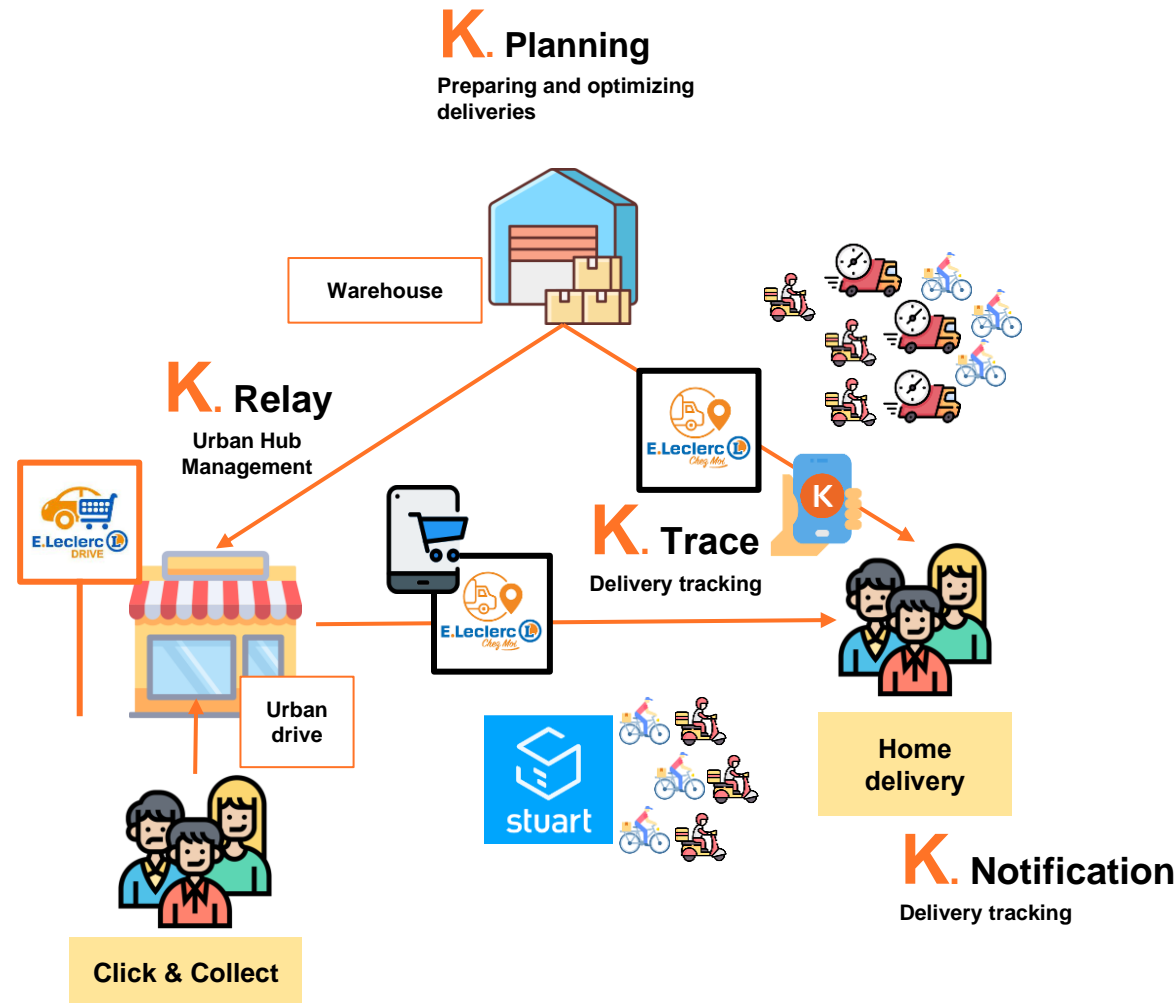 K. Planning
Preparing and optimizing
deliveries
Warehouse
K. Relay
Urban Hub
Management
E.Leclerc L
Chez Moi
K
E.Leclerc L
DRIVE
K. Trace
Delivery tracking
E.Leclerc L
Chez Moi
Urban
drive
stuart
Home
delivery
K. Notification
Delivery tracking
Click & Collect